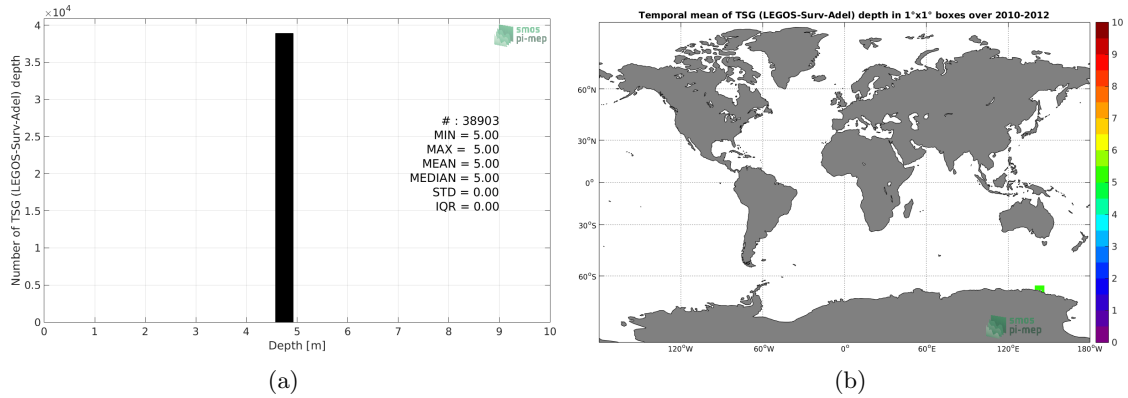 ×10⁴
Number of TSG (LEGOS-Surv-Adel) depth
4
3.5
3
2.5
2
1.5
1
0.5
0
smos
pi-mep
# : 38903
MIN = 5.00
MAX = 5.00
MEAN = 5.00
MEDIAN = 5.00
STD = 0.00
IQR = 0.00
0 1 2 3 4 5 6 7 8 9 10
Depth [m]
(a)
Temporal mean of TSG (LEGOS-Surv-Adel) depth in 1°x1° boxes over 2010-2012
60°N
30°N
0°
30°S
60°S
smos
pi-mep
120°W 60°W 0° 60°E 120°E 180°W
10
9
8
7
6
5
4
3
2
1
0
(b)